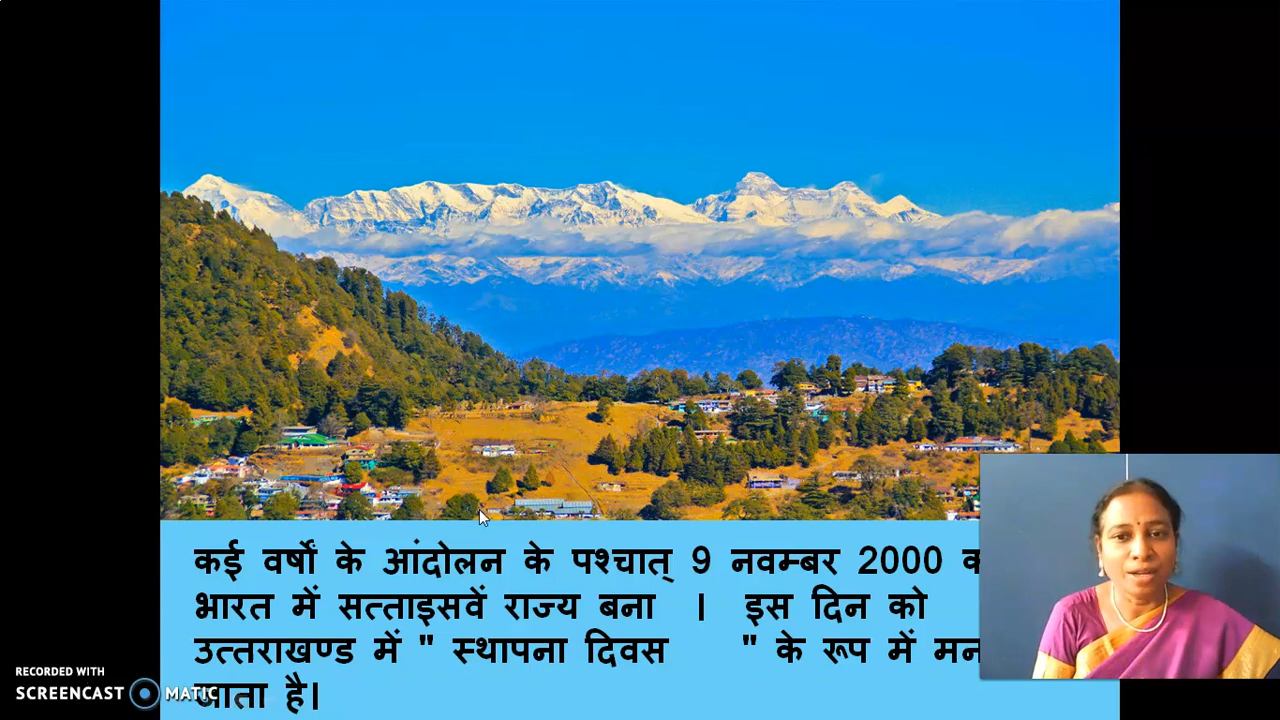 कई वर्षों के आंदोलन के पश्चात् 9 नवम्बर 2000 क
भारत में सत्ताइसवें राज्य बना । इस दिन को
उत्तराखण्ड में " स्थापना दिवस " के रूप में मन
जाता है।
RECORDED WITH
SCREENCAST MATIC